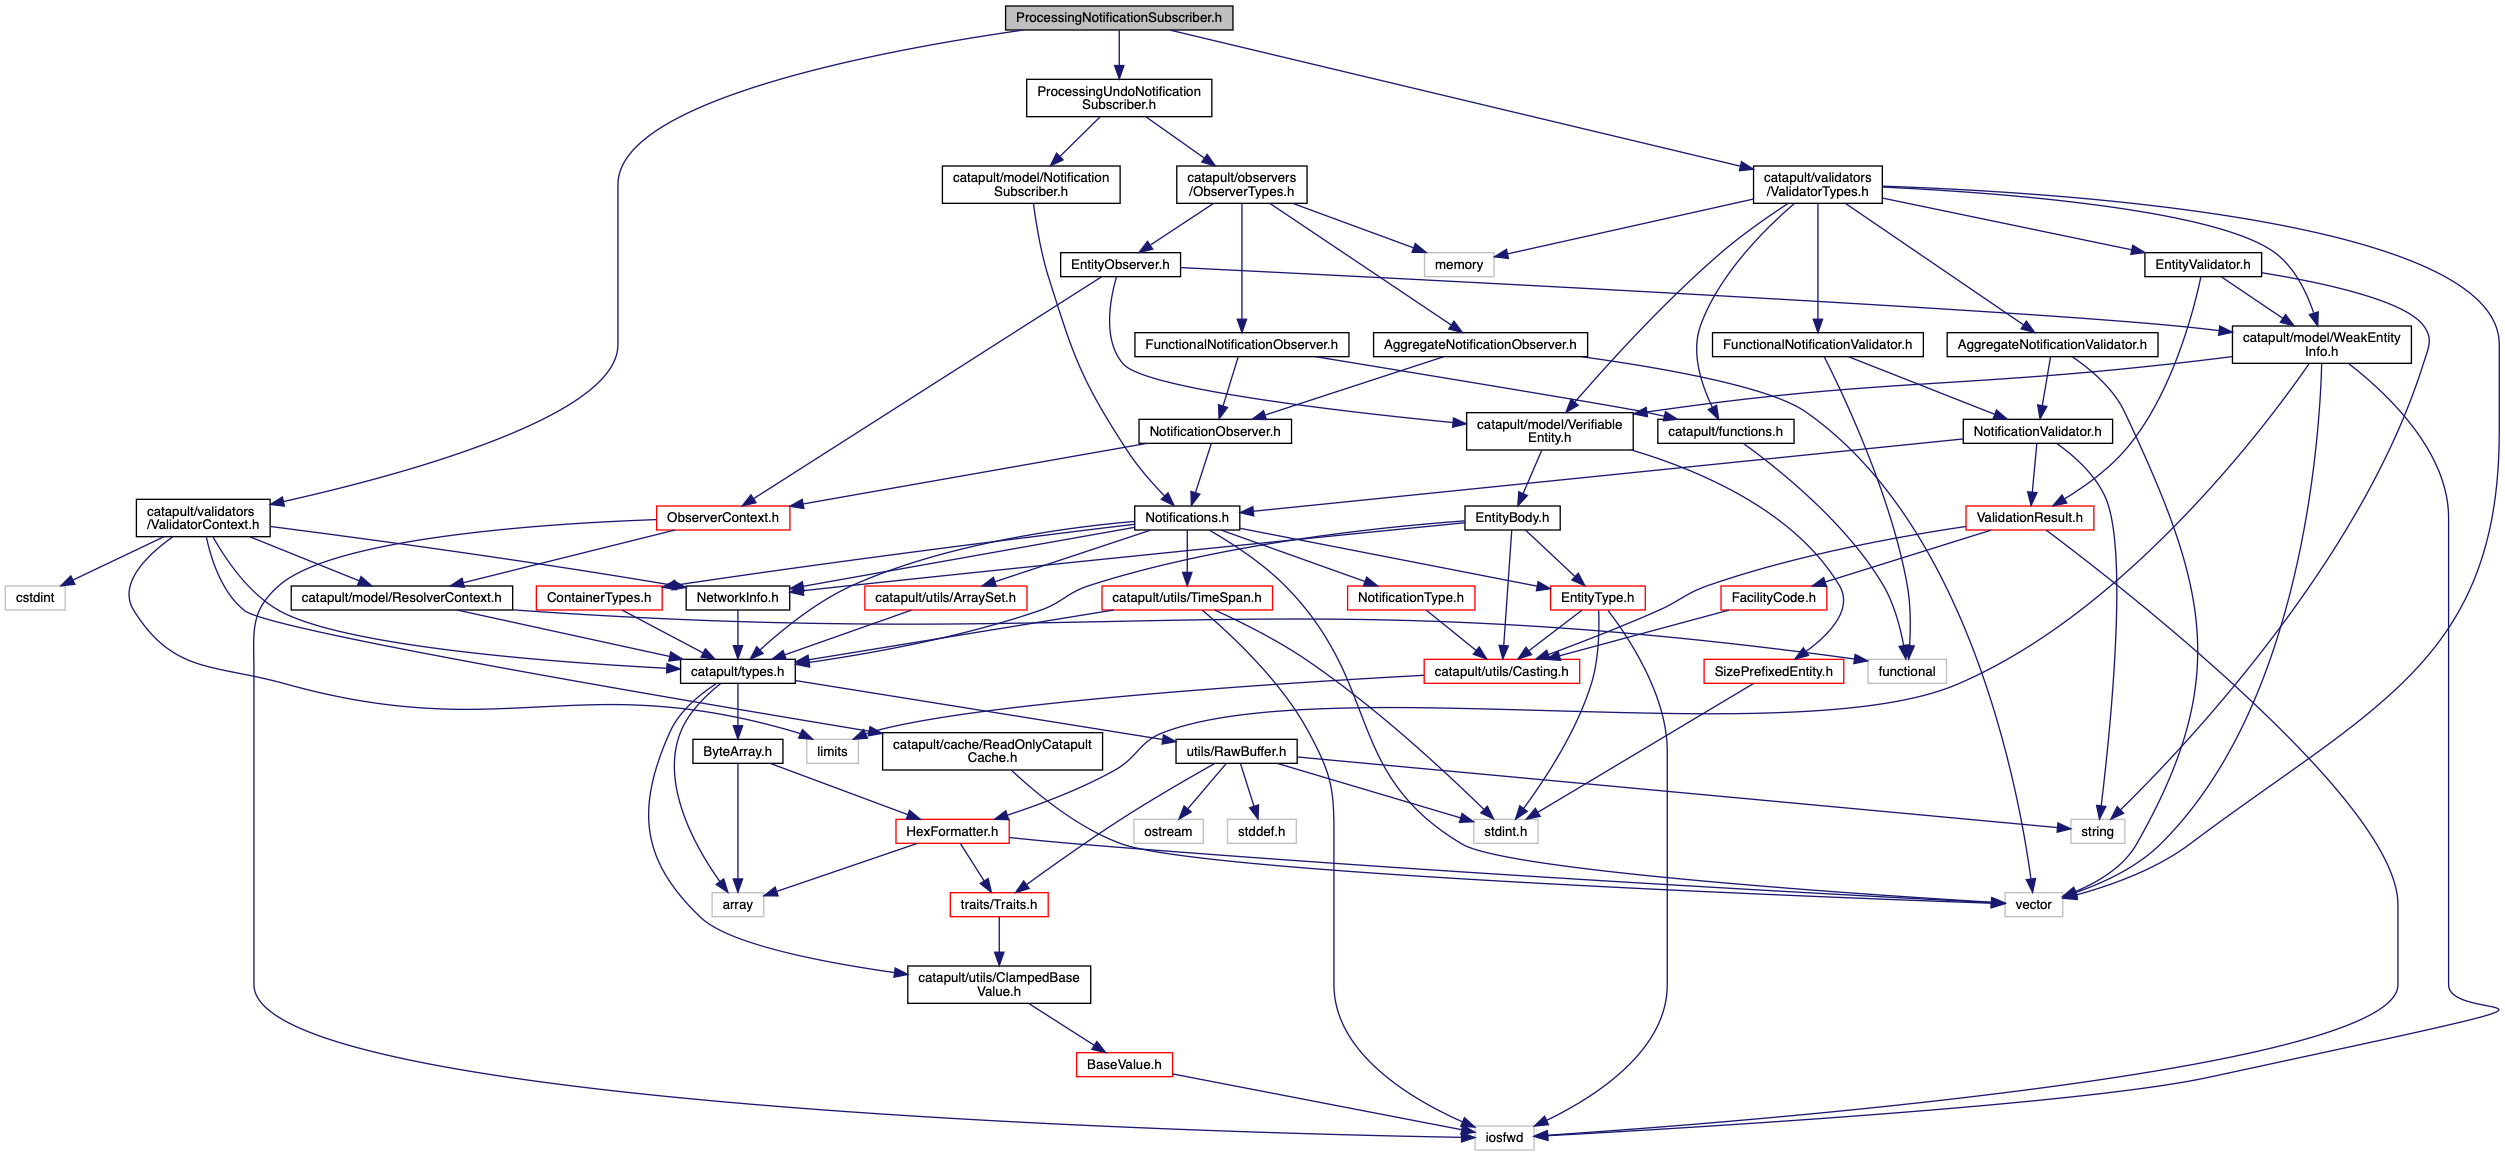 ProcessingNotificationSubscriber.h
ProcessingUndoNotification
Subscriber.h
catapult/model/Notification
Subscriber.h
catapult/observers
/ObserverTypes.h
catapult/validators
/ValidatorTypes.h
EntityObserver.h
memory
EntityValidator.h
FunctionalNotificationObserver.h
AggregateNotificationObserver.h
FunctionalNotificationValidator.h
AggregateNotificationValidator.h
catapult/model/WeakEntity
Info.h
NotificationObserver.h
catapult/model/Verifiable
Entity.h
catapult/functions.h
NotificationValidator.h
catapult/validators
/ValidatorContext.h
ObserverContext.h
Notifications.h
EntityBody.h
ValidationResult.h
cstdint
catapult/model/ResolverContext.h
ContainerTypes.h
NetworkInfo.h
catapult/utils/ArraySet.h
catapult/utils/TimeSpan.h
NotificationType.h
EntityType.h
FacilityCode.h
catapult/types.h
catapult/utils/Casting.h
SizePrefixedEntity.h
functional
ByteArray.h
limits
catapult/cache/ReadOnlyCatapult
Cache.h
utils/RawBuffer.h
HexFormatter.h
ostream
stddef.h
stdint.h
string
array
traits/Traits.h
vector
catapult/utils/ClampedBase
Value.h
BaseValue.h
iosfwd